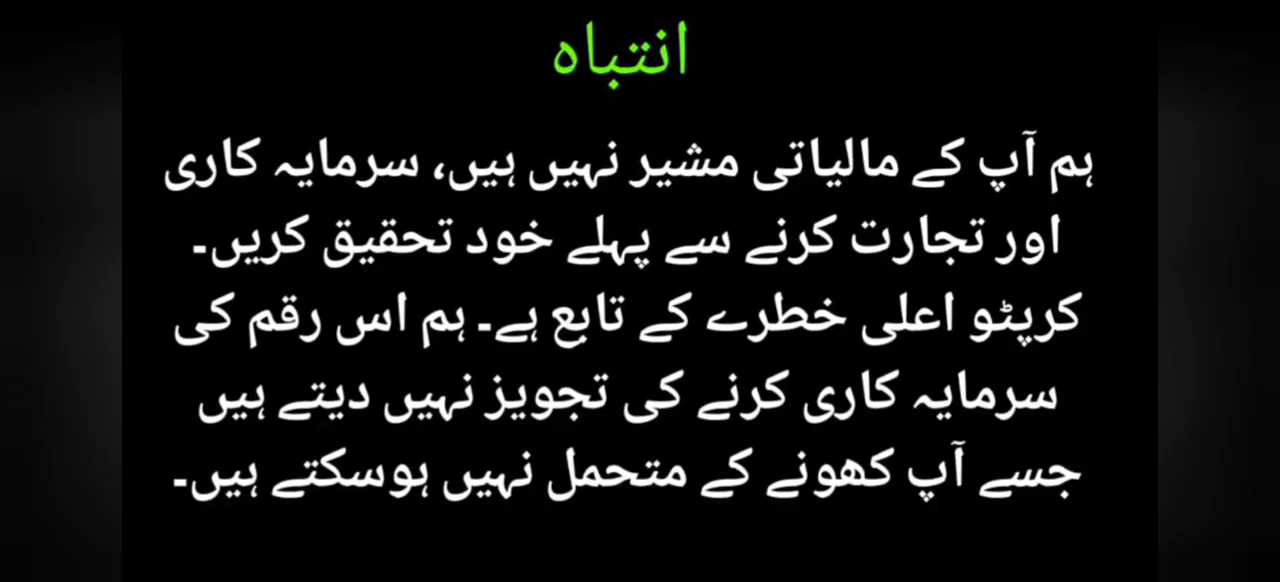 انتباہ
ہم آپ کے مالیاتی مشیر نہیں ہیں، سرمایہ کاری
اور تجارت کرنے سے پہلے خود تحقیق کریں۔
کرپٹو اعلی خطرے کے تابع ہے۔ ہم اس رقم کی
سرمایہ کاری کرنے کی تجویز نہیں دیتے ہیں
جسے آپ کھونے کے متحمل نہیں ہوسکتے ہیں۔